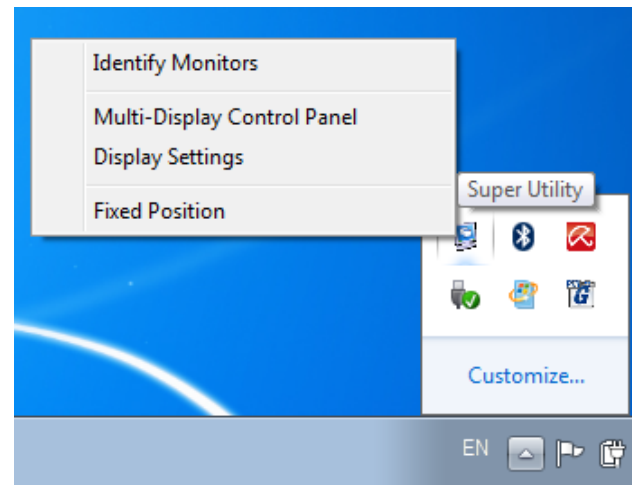 Identify Monitors
Multi-Display Control Panel
Display Settings
Fixed Position
Super Utility
Customize...
EN